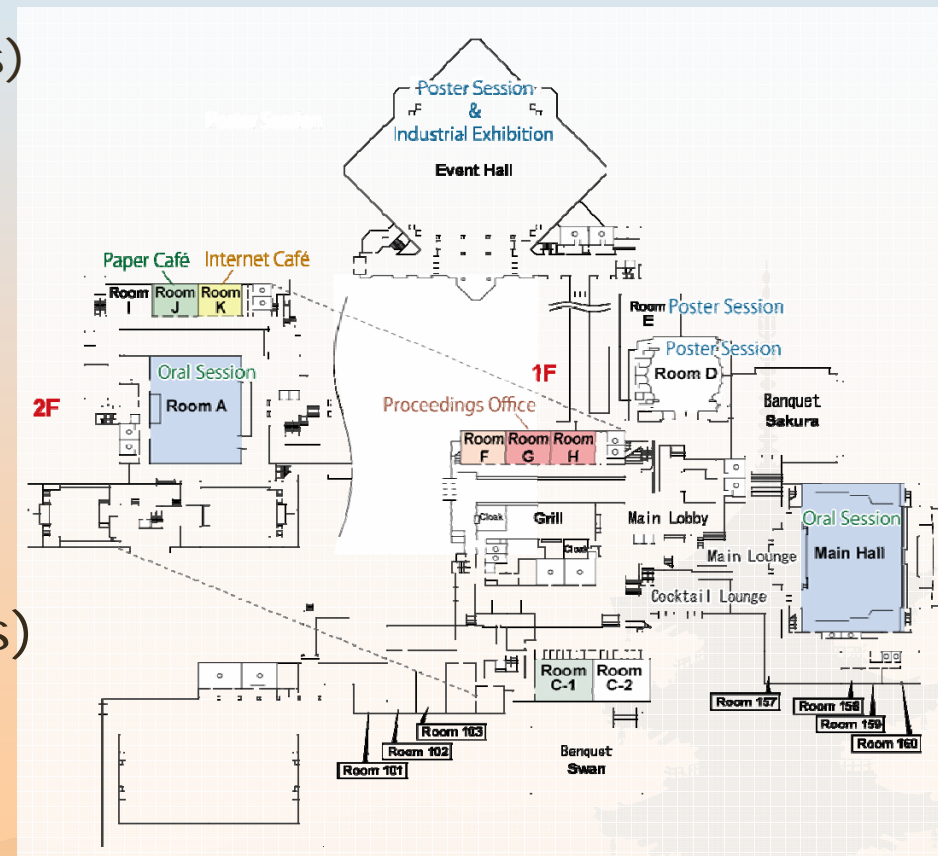 s)
Poster Session
&
Industrial Exhibition
Event Hall
Paper Café
Internet Café
Room
I
Room
J
Room
K
Room
E
Poster Session
Poster Session
Room D
1F
Oral Session
Room A
2F
Banquet
Sakura
Proceedings Office
Room
F
Room
G
Room
H
Cloak
Grill
Main Lobby
Oral Session
Cloak
Main Lounge
Main Hall
Cocktail Lounge
s)
Room
C-1
Room
C-2
Room 157
Room 158
Room 159
Room 160
Room 103
Room 102
Room 101
Banquet
Swan